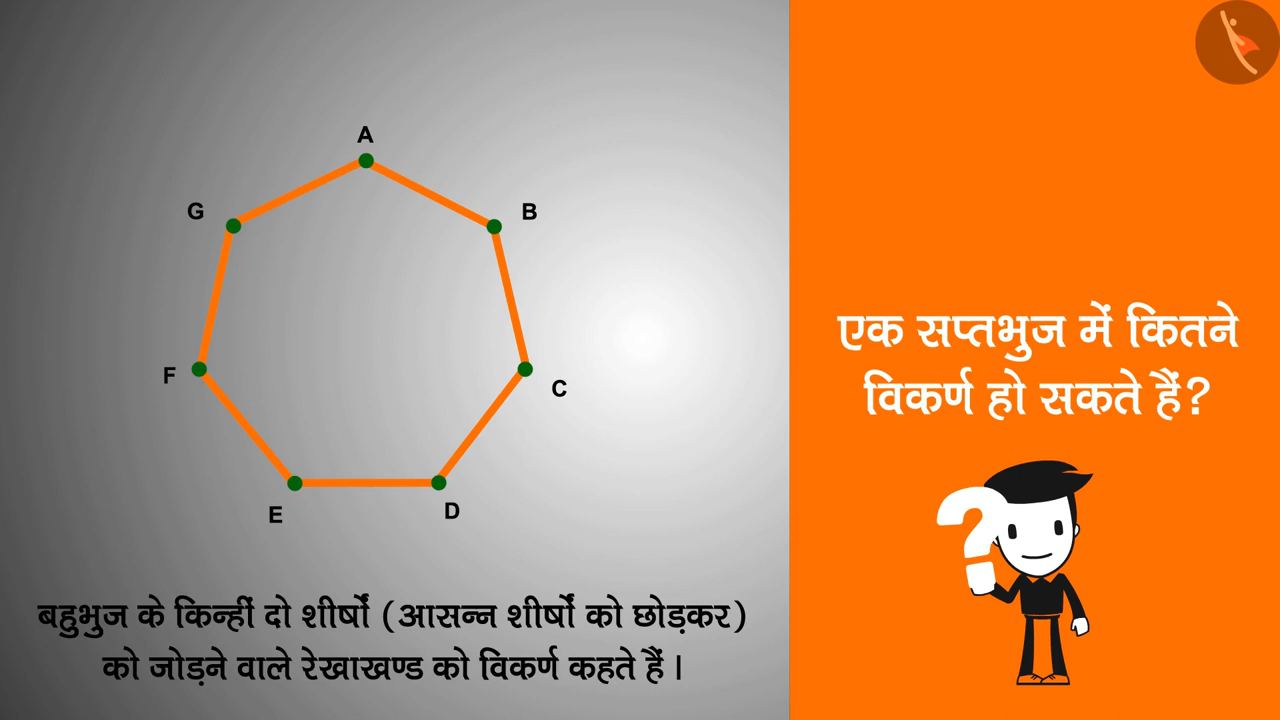 A
G
B
F
C
E
D
बहुभुज के किन्हीं दो शीर्षों (आसन्न शीर्षों को छोड़कर)
को जोड़ने वाले रेखाखण्ड को विकर्ण कहते हैं ।
एक सप्तभुज में कितने
विकर्ण हो सकते हैं?